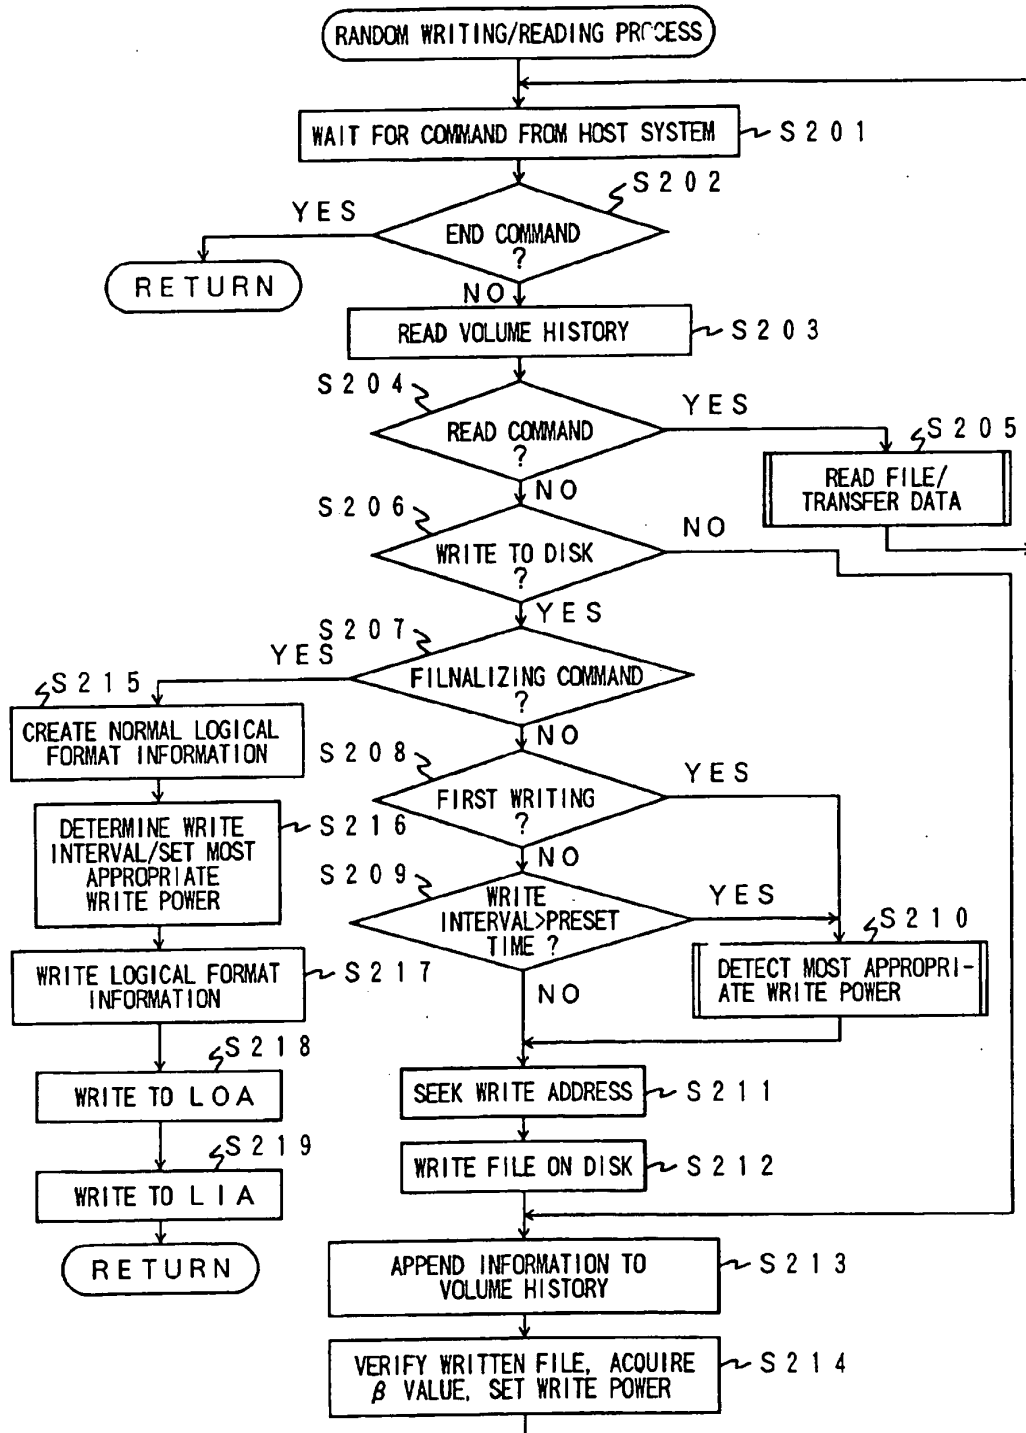 RANDOM WRITING/READING PROCESS
WAIT FOR COMMAND FROM HOST SYSTEM
S201
S202
YES
END COMMAND
?
RETURN
NO
READ VOLUME HISTORY
S203
S204
YES
READ COMMAND
?
S205
READ FILE/
TRANSFER DATA
NO
S206
NO
WRITE TO DISK
?
YES
S207
YES
FILNALIZING COMMAND
?
S215
CREATE NORMAL LOGICAL
FORMAT INFORMATION
NO
S208
YES
FIRST WRITING
?
DETERMINE WRITE
INTERVAL/SET MOST
APPROPRIATE
WRITE POWER
S216
NO
S209
WRITE
INTERVAL>PRESET
TIME ?
YES
S210
DETECT MOST APPROPRI-
ATE WRITE POWER
NO
WRITE LOGICAL FORMAT
INFORMATION
S217
S218
WRITE TO LOA
SEEK WRITE ADDRESS
S211
S219
WRITE TO LIA
WRITE FILE ON DISK
S212
RETURN
APPEND INFORMATION TO
VOLUME HISTORY
S213
VERIFY WRITTEN FILE, ACQUIRE
β VALUE, SET WRITE POWER
S214